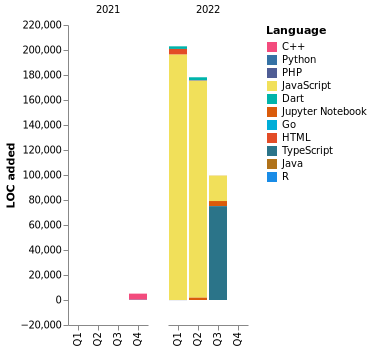 2021
2022
220,000
200,000
180,000
160,000
140,000
120,000
100,000
80,000
60,000
40,000
20,000
0
−20,000
LOC added
Q1
Q2
Q3
Q4
Q1
Q2
Q3
Q4
Language
C++
Python
PHP
JavaScript
Dart
Jupyter Notebook
Go
HTML
TypeScript
Java
R